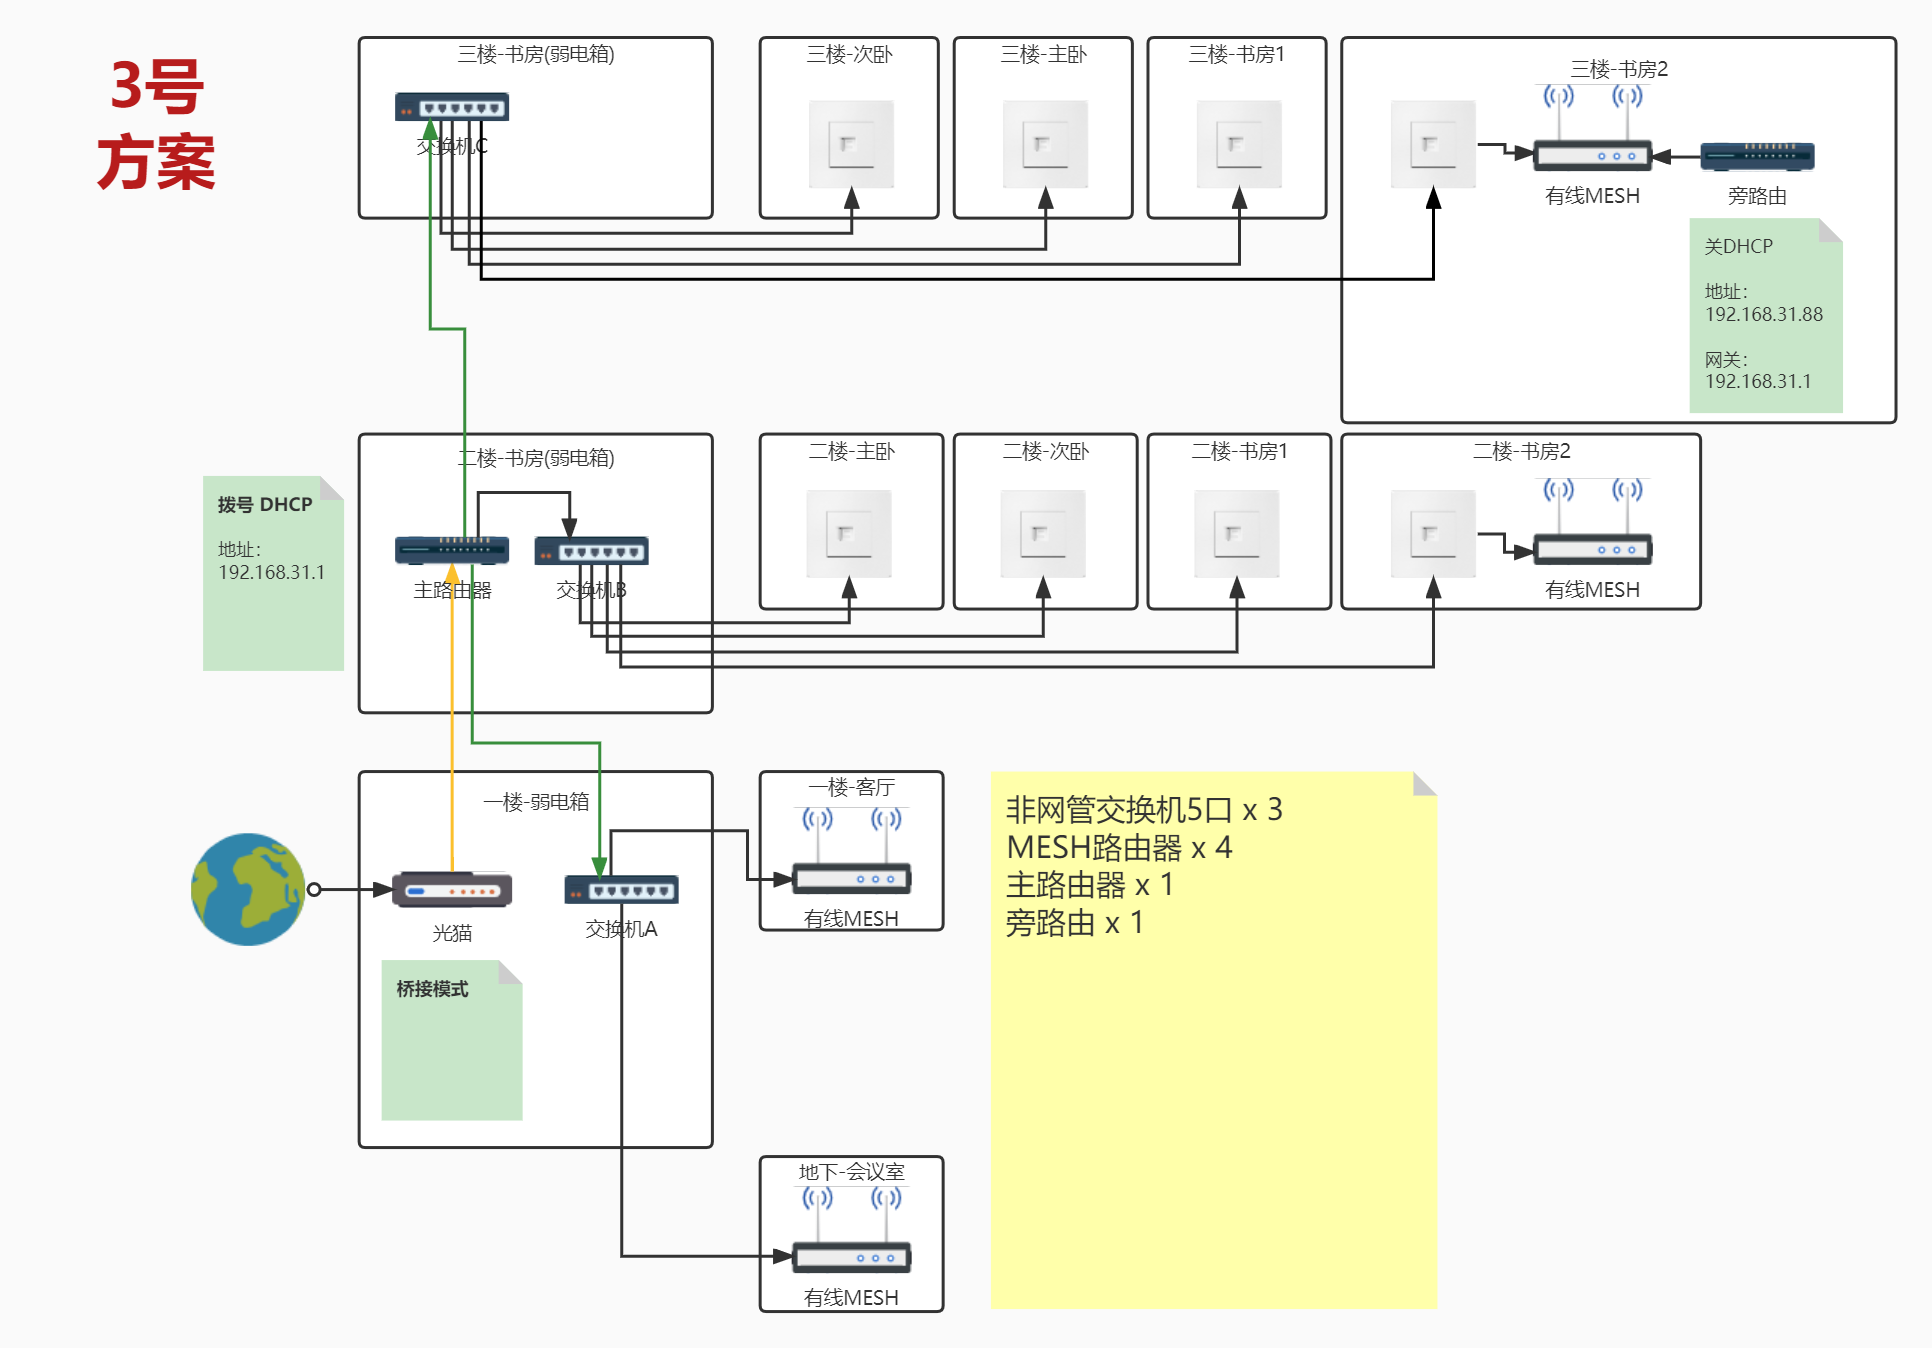 3号
方案
三楼-书房(弱电箱)
交换机C
三楼-次卧
三楼-主卧
三楼-书房1
三楼-书房2
有线MESH
旁路由
关DHCP
地址：
192.168.31.88
网关：
192.168.31.1
二楼-书房(弱电箱)
主路由器
交换机B
拨号 DHCP
地址：
192.168.31.1
二楼-主卧
二楼-次卧
二楼-书房1
二楼-书房2
有线MESH
一楼-弱电箱
光猫
交换机A
桥接模式
一楼-客厅
有线MESH
地下-会议室
有线MESH
非网管交换机5口 x 3
MESH路由器 x 4
主路由器 x 1
旁路由 x 1